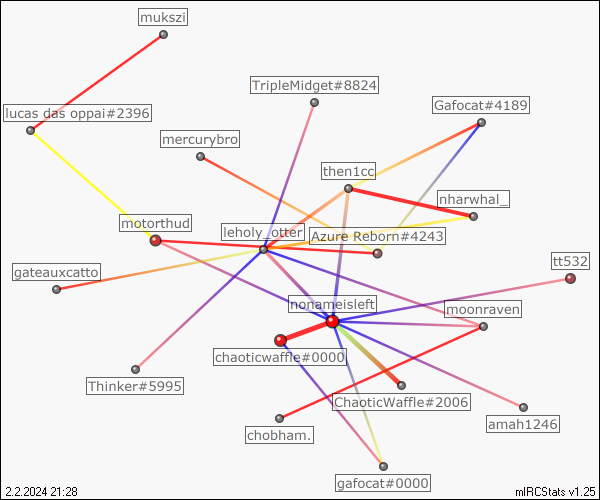 mukszi
TripleMidget#8824
Gafocat#4189
lucas das oppai#2396
mercurybro
then1cc
nharwhal_
motorthud
leholy_otter
Azure Reborn#4243
gateauxcatto
tt532
nonameisleft
moonraven
chaoticwaffle#0000
Thinker#5995
ChaoticWaffle#2006
amah1246
chobham.
gafocat#0000
2.2.2024 21:28
mIRCStats v1.25